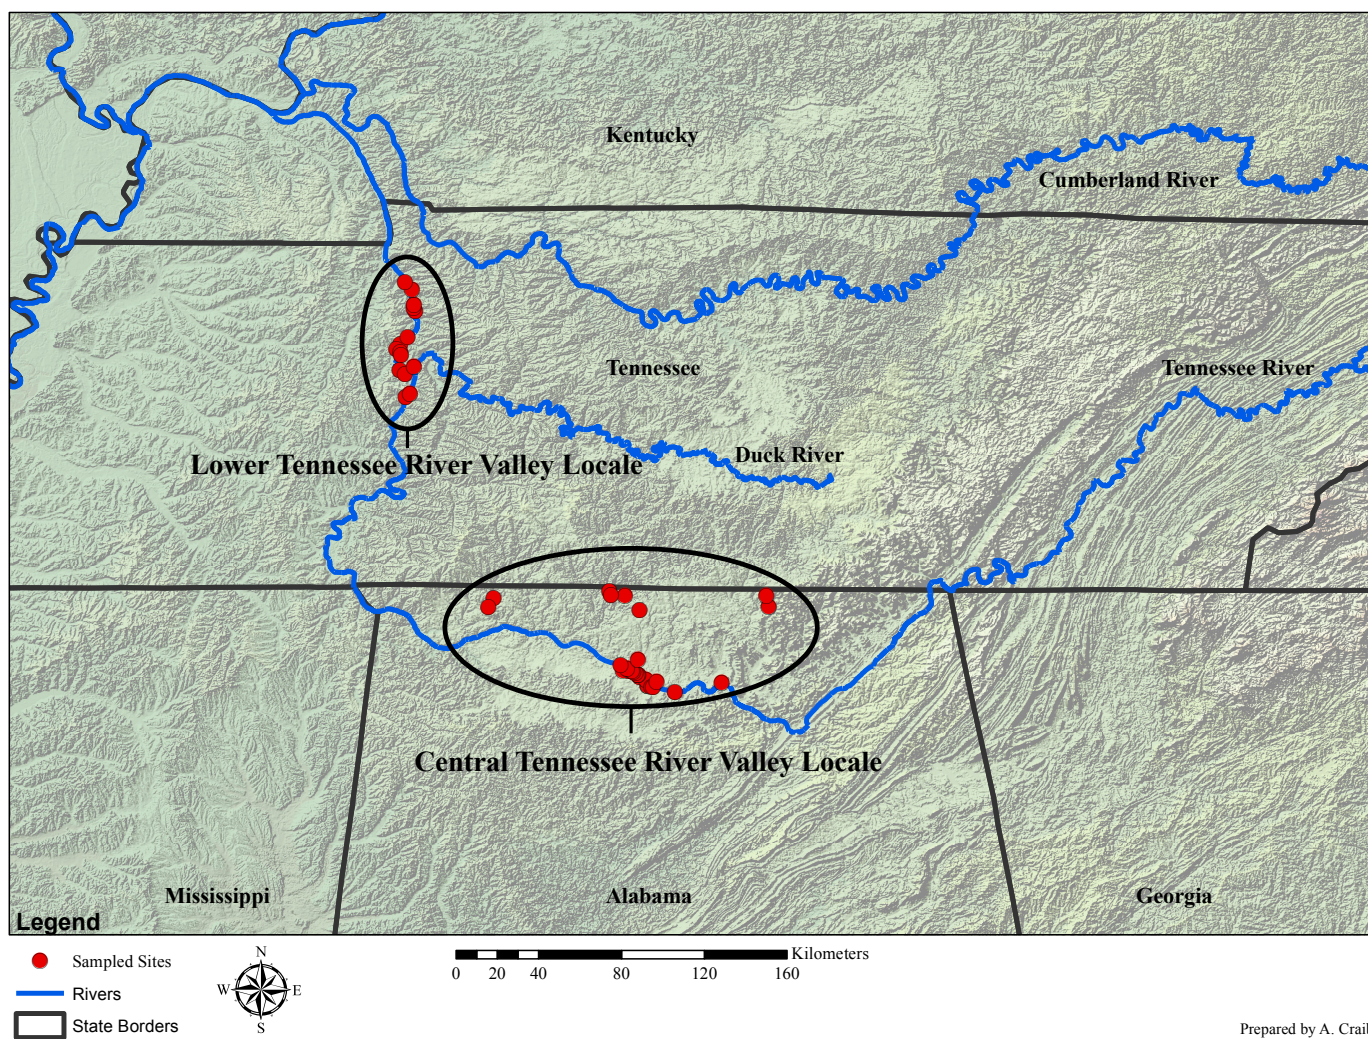 Kentucky
Cumberland River
Tennessee
Tennessee River
Duck River
Lower Tennessee River Valley Locale
Central Tennessee River Valley Locale
Mississippi
Alabama
Georgia
Legend
Sampled Sites
Rivers
State Borders
N
W
E
S
Kilometers
0 20 40 80 120 160
Prepared by A. Craib